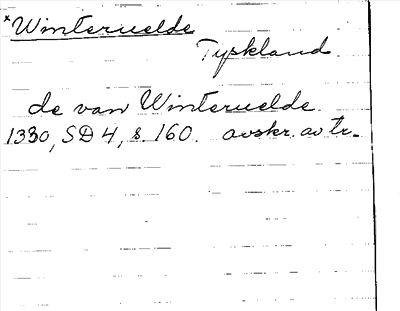 *Winteruelde
Tyskland
de van Winteruelde.
1330, SD 4, s. 160. avskr. av tr.